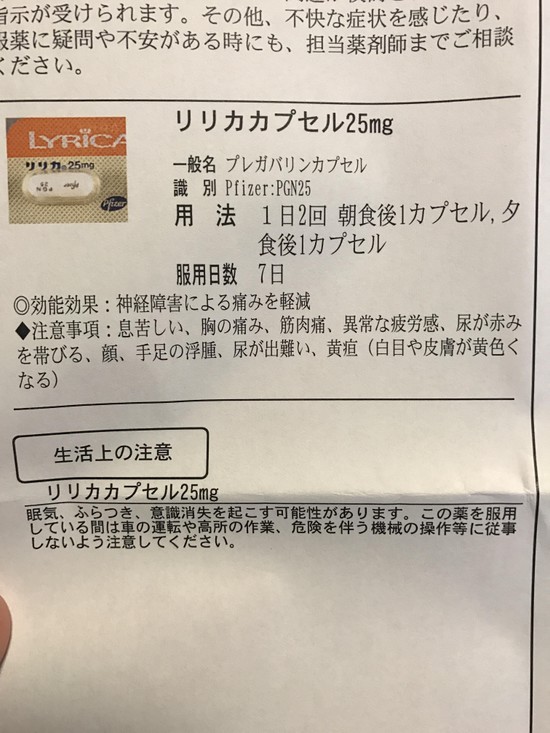 指示が受けられます。その他、不快な症状を感じたり、
服薬に疑問や不安がある時にも、担当薬剤師までご相談
ください。
リリカカプセル25mg
LYRICA
リリカ®25mg
Pfizer
一般名 プレガバリンカプセル
識 別 Pfizer:PGN25
用 法 1日2回 朝食後1カプセル,夕
食後1カプセル
服用日数 7日
◎効能効果：神経障害による痛みを軽減
◆注意事項：息苦しい、胸の痛み、筋肉痛、異常な疲労感、尿が赤み
を帯びる、顔、手足の浮腫、尿が出難い、黄疸（白目や皮膚が黄色く
なる）
生活上の注意
リリカカプセル25mg
眠気、ふらつき、意識消失を起こす可能性があります。この薬を服用
している間は車の運転や高所の作業、危険を伴う機械の操作等に従事
しないよう注意してください。